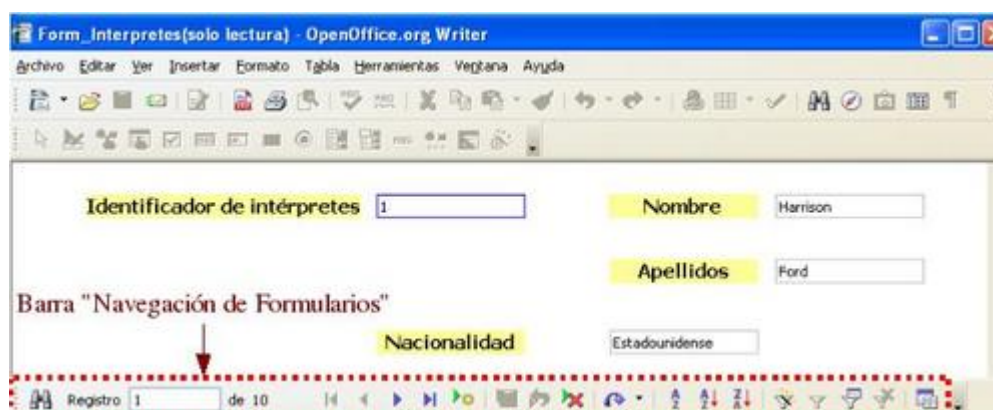 Form_Interpretes(solo lectura) - OpenOffice.org Writer
Archivo Editar Ver Insertar Formato Tabla Herramientas Ventana Ayuda
Identificador de intérpretes 1 Nombre Harrison
Apellidos Ford
Barra "Navegación de Formularios"
Nacionalidad Estadounidense
Registro 1 de 10